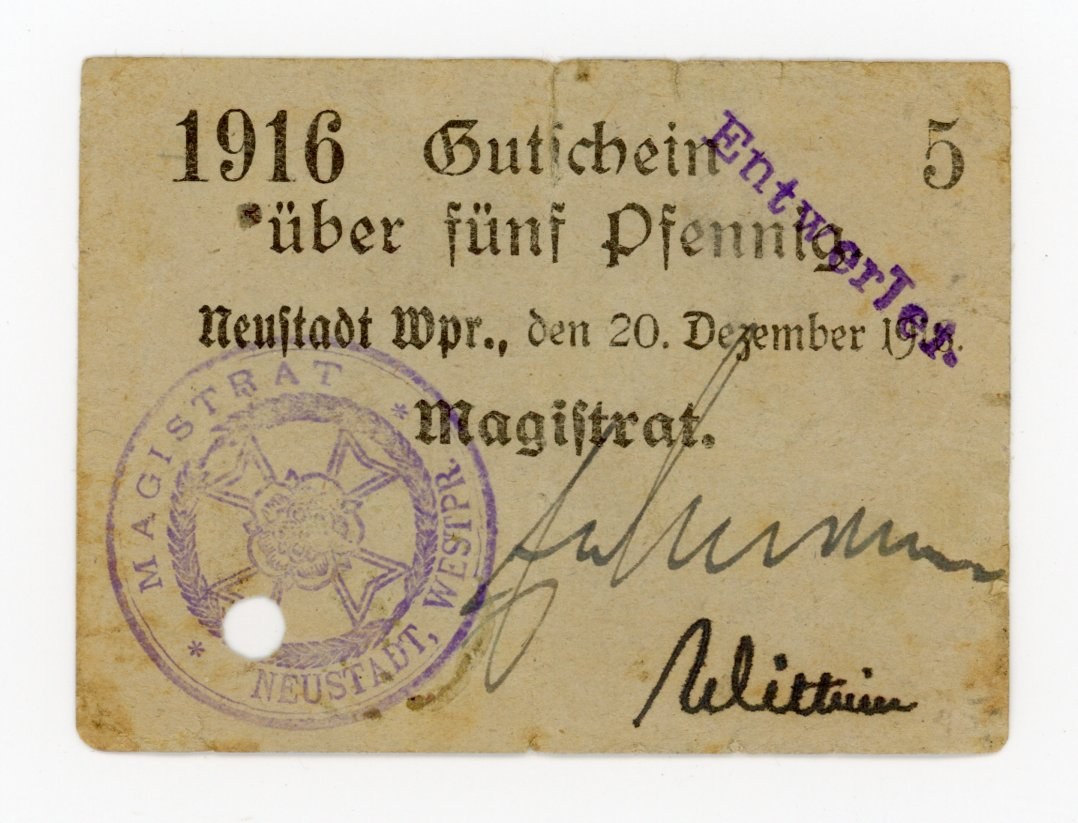 1916 Gutschein 5
über fünf Pfennig
Neustadt Wpr., den 20. Dezember
Magistrat.
Entwertet.
MAGISTRAT
* NEUSTADT, WESTPR. *